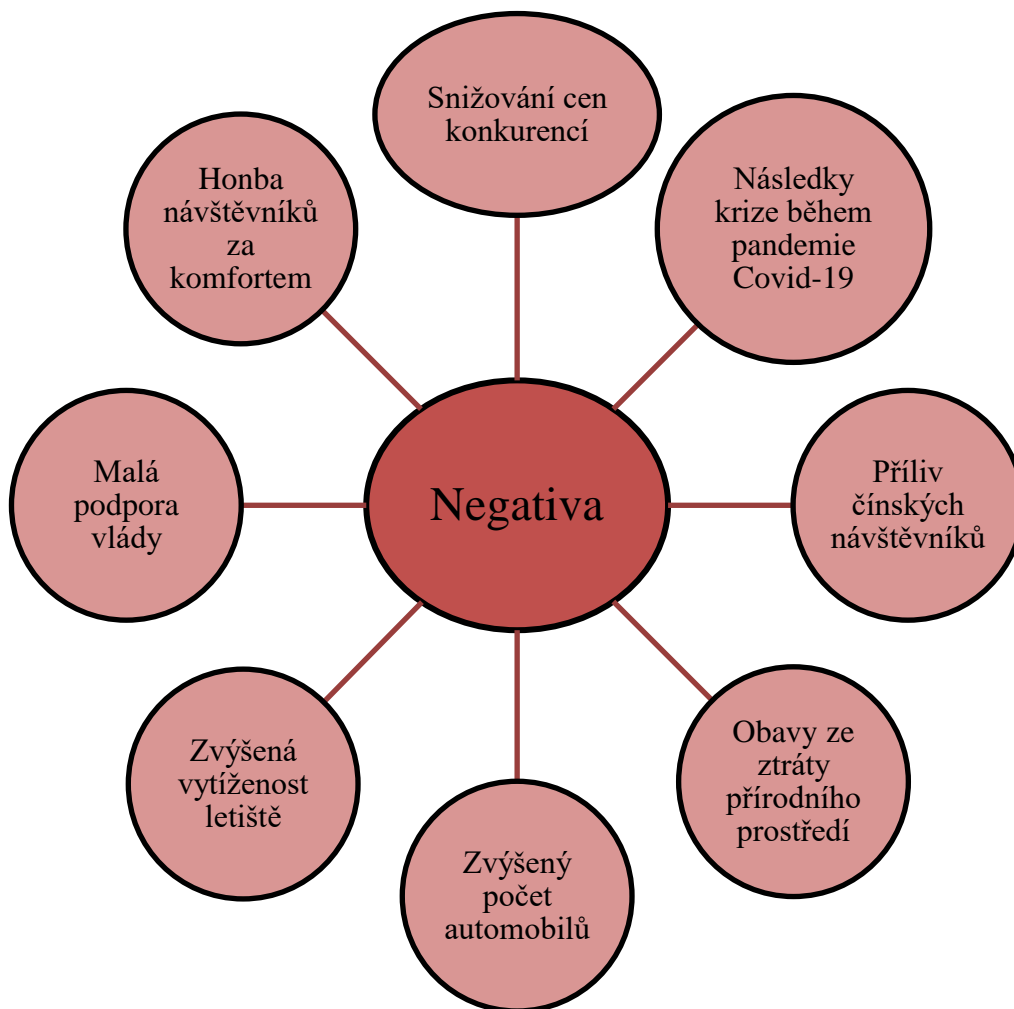 Snižování cen
konkurencí
Následky
krize během
pandemie
Covid-19
Příliv
čínských
návštěvníků
Obavy ze
ztráty
přírodního
prostředí
Zvýšený
počet
automobilů
Zvýšená
vytíženost
letiště
Malá
podpora
vlády
Honba
návštěvníků
za
komfortem
Negativa